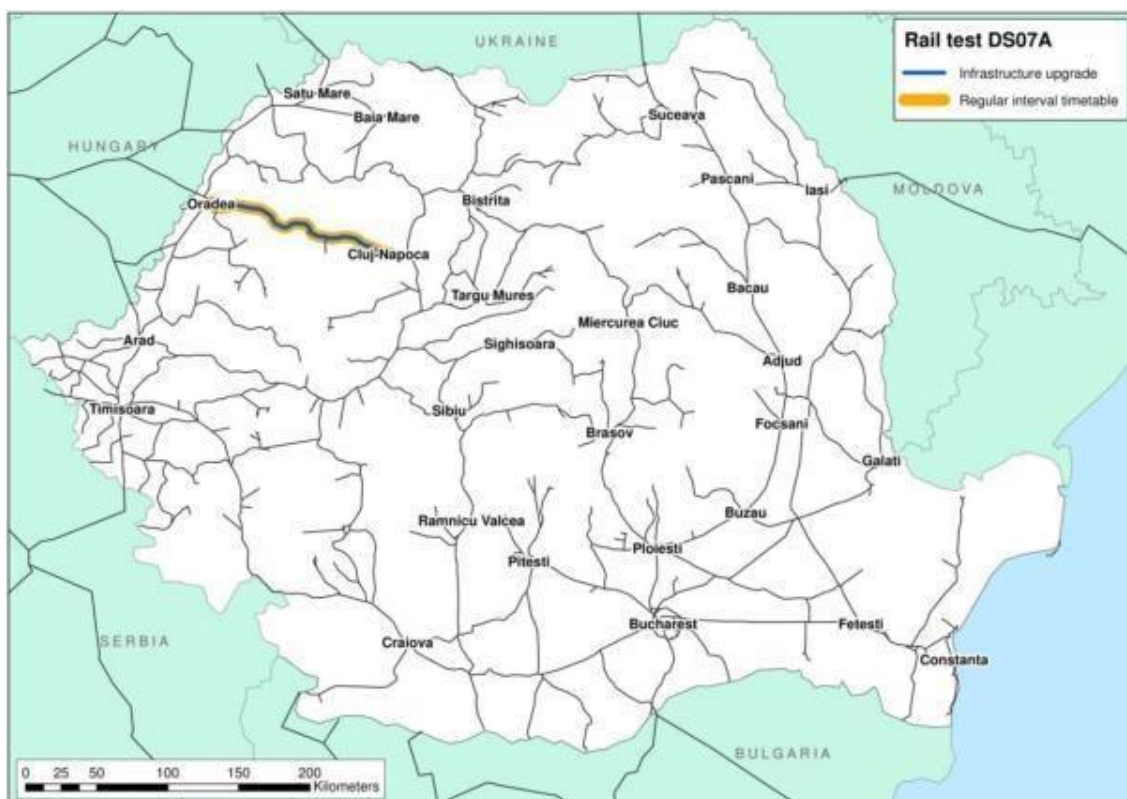 UKRAINE
Rail test DS07A
Infrastructure upgrade
Regular interval timetable
Satu Mare
Baia Mare
Suceava
HUNGARY
Pascani
Iasi
MOLDOVA
Oradea
Bistrita
Cluj-Napoca
Bacau
Targu Mures
Miercurea Ciuc
Arad
Sighisoara
Adjud
Timisoara
Sibiu
Focsani
Brasov
Galati
Ramnicu Valcea
Buzau
Ploiesti
Pitesti
Bucharest
Fetesti
SERBIA
Craiova
Constanta
BULGARIA
0 25 50 100 150 200
Kilometers